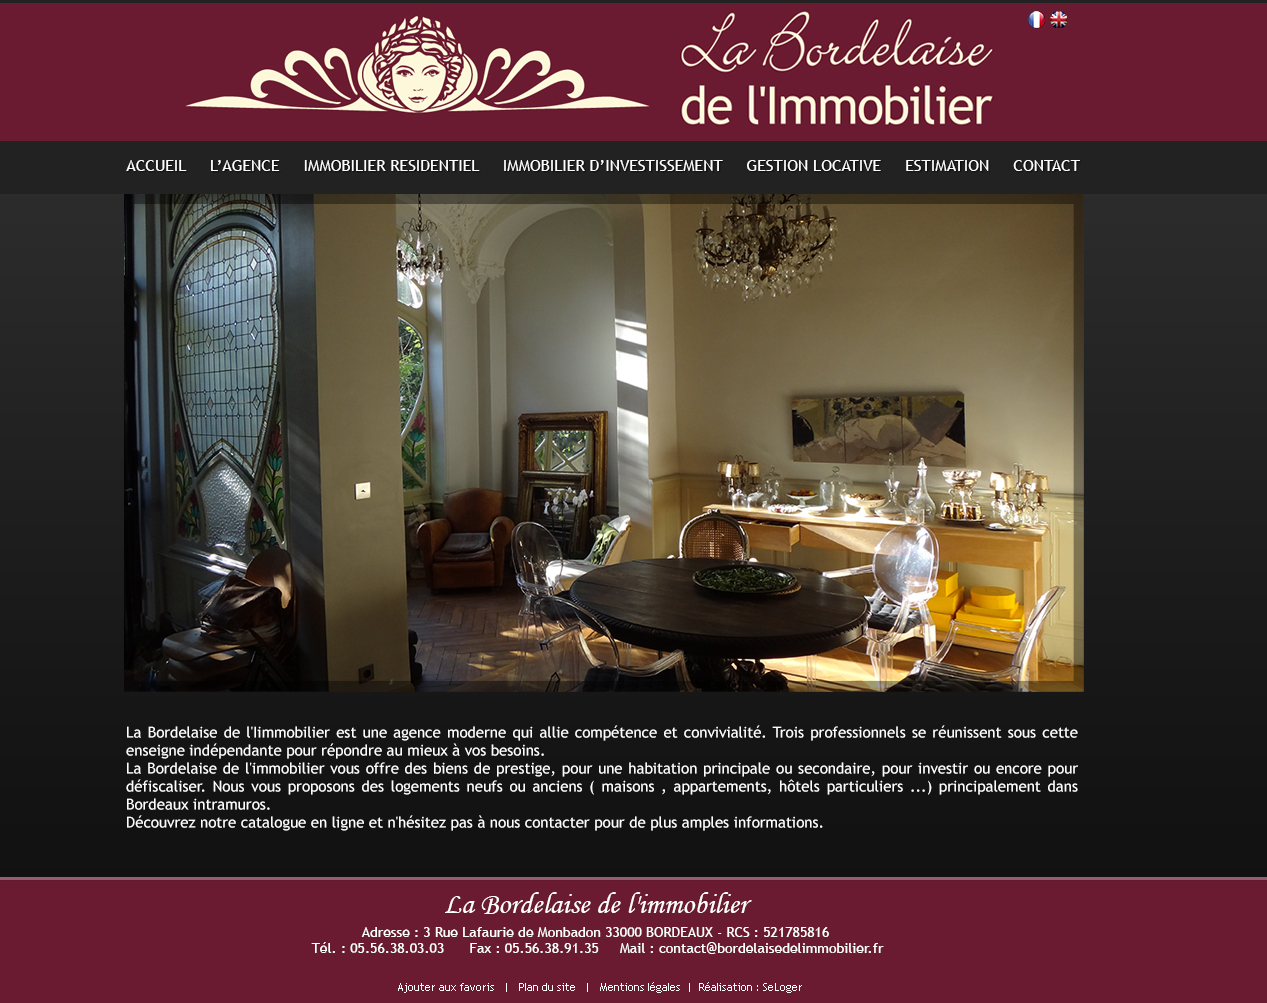 La Bordelaise
de l'Immobilier
ACCUEIL L'AGENCE IMMOBILIER RESIDENTIEL IMMOBILIER D'INVESTISSEMENT GESTION LOCATIVE ESTIMATION CONTACT
La Bordelaise de l'Iimmobilier est une agence moderne qui allie compétence et convivialité. Trois professionnels se réunissent sous cette
enseigne indépendante pour répondre au mieux à vos besoins.
La Bordelaise de l'immobilier vous offre des biens de prestige, pour une habitation principale ou secondaire, pour investir ou encore pour
défiscaliser. Nous vous proposons des logements neufs ou anciens ( maisons , appartements, hôtels particuliers ...) principalement dans
Bordeaux intramuros.
Découvrez notre catalogue en ligne et n'hésitez pas à nous contacter pour de plus amples informations.
La Bordelaise de l'immobilier
Adresse : 3 Rue Lafaurie de Monbadon 33000 BORDEAUX - RCS : 521785816
Tél. : 05.56.38.03.03 Fax : 05.56.38.91.35 Mail : contact@bordelaisedelimmobilier.fr
Ajouter aux favoris | Plan du site | Mentions légales | Réalisation : SeLoger